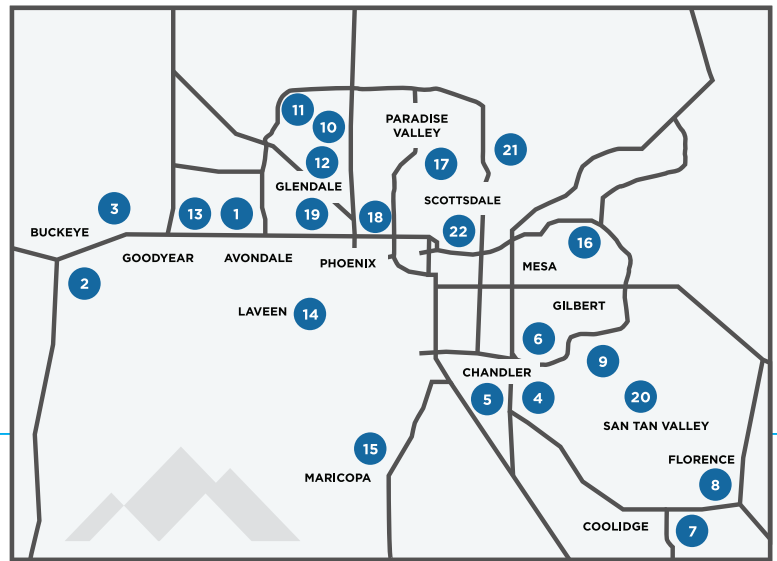 11
10
PARADISE
VALLEY
21
12
17
GLENDALE
SCOTTSDALE
3
13
1
19
18
BUCKEYE
22
16
GOODYEAR
AVONDALE
PHOENIX
MESA
2
GILBERT
LAVEEN
14
6
9
CHANDLER
5
4
20
SAN TAN VALLEY
15
FLORENCE
MARICOPA
8
COOLIDGE
7